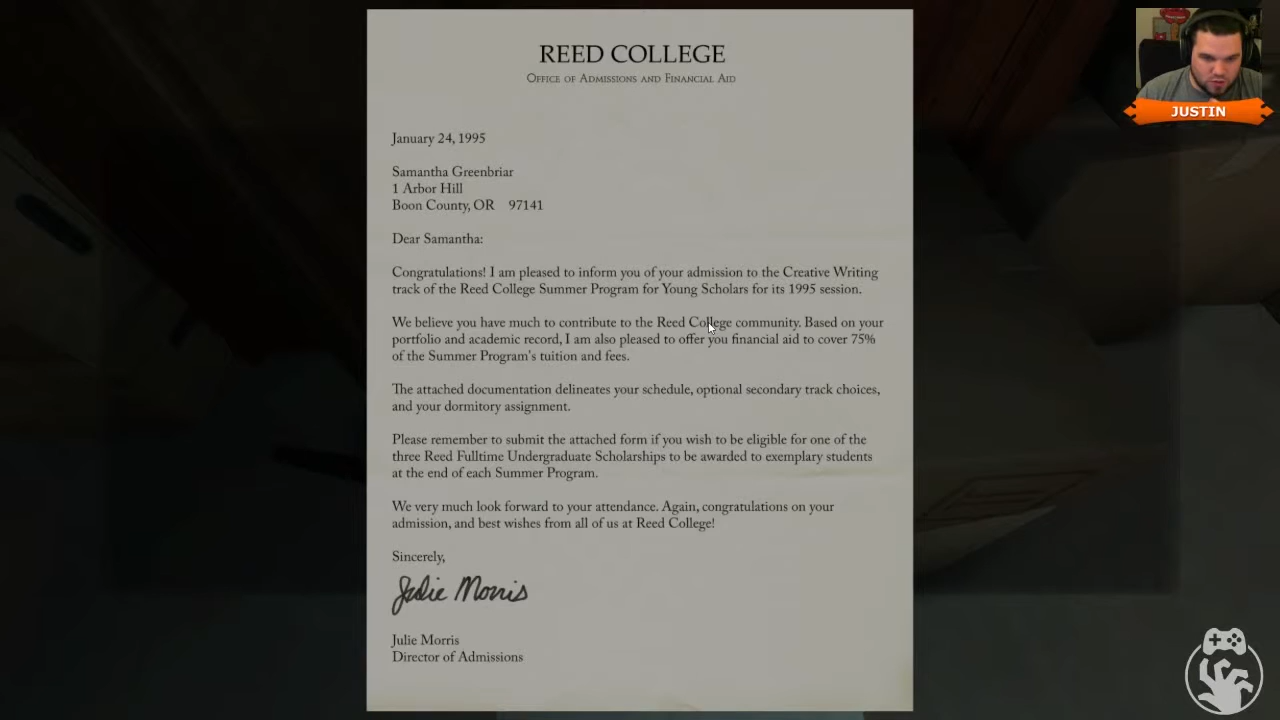 REED COLLEGE
Office of Admissions and Financial Aid
January 24, 1995
Samantha Greenbriar
1 Arbor Hill
Boon County, OR 97141
Dear Samantha:
Congratulations! I am pleased to inform you of your admission to the Creative Writing
track of the Reed College Summer Program for Young Scholars for its 1995 session.
We believe you have much to contribute to the Reed College community. Based on your
portfolio and academic record, I am also pleased to offer you financial aid to cover 75%
of the Summer Program's tuition and fees.
The attached documentation delineates your schedule, optional secondary track choices,
and your dormitory assignment.
Please remember to submit the attached form if you wish to be eligible for one of the
three Reed Fulltime Undergraduate Scholarships to be awarded to exemplary students
at the end of each Summer Program.
We very much look forward to your attendance. Again, congratulations on your
admission, and best wishes from all of us at Reed College!
Sincerely,
Julie Morris
Julie Morris
Director of Admissions
JUSTIN